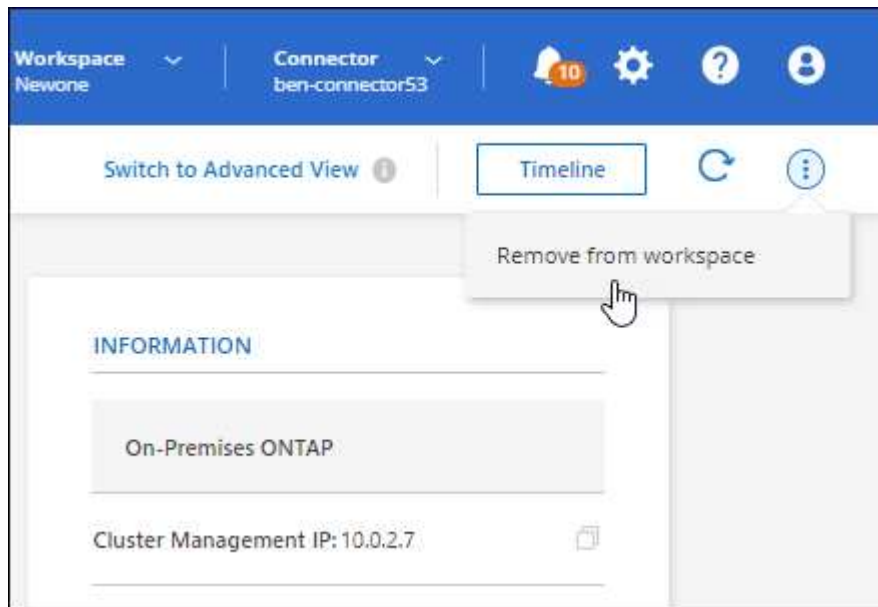 Workspace
Newone
Connector
ben-connector53
10
Switch to Advanced View
Timeline
Remove from workspace
INFORMATION
On-Premises ONTAP
Cluster Management IP: 10.0.2.7